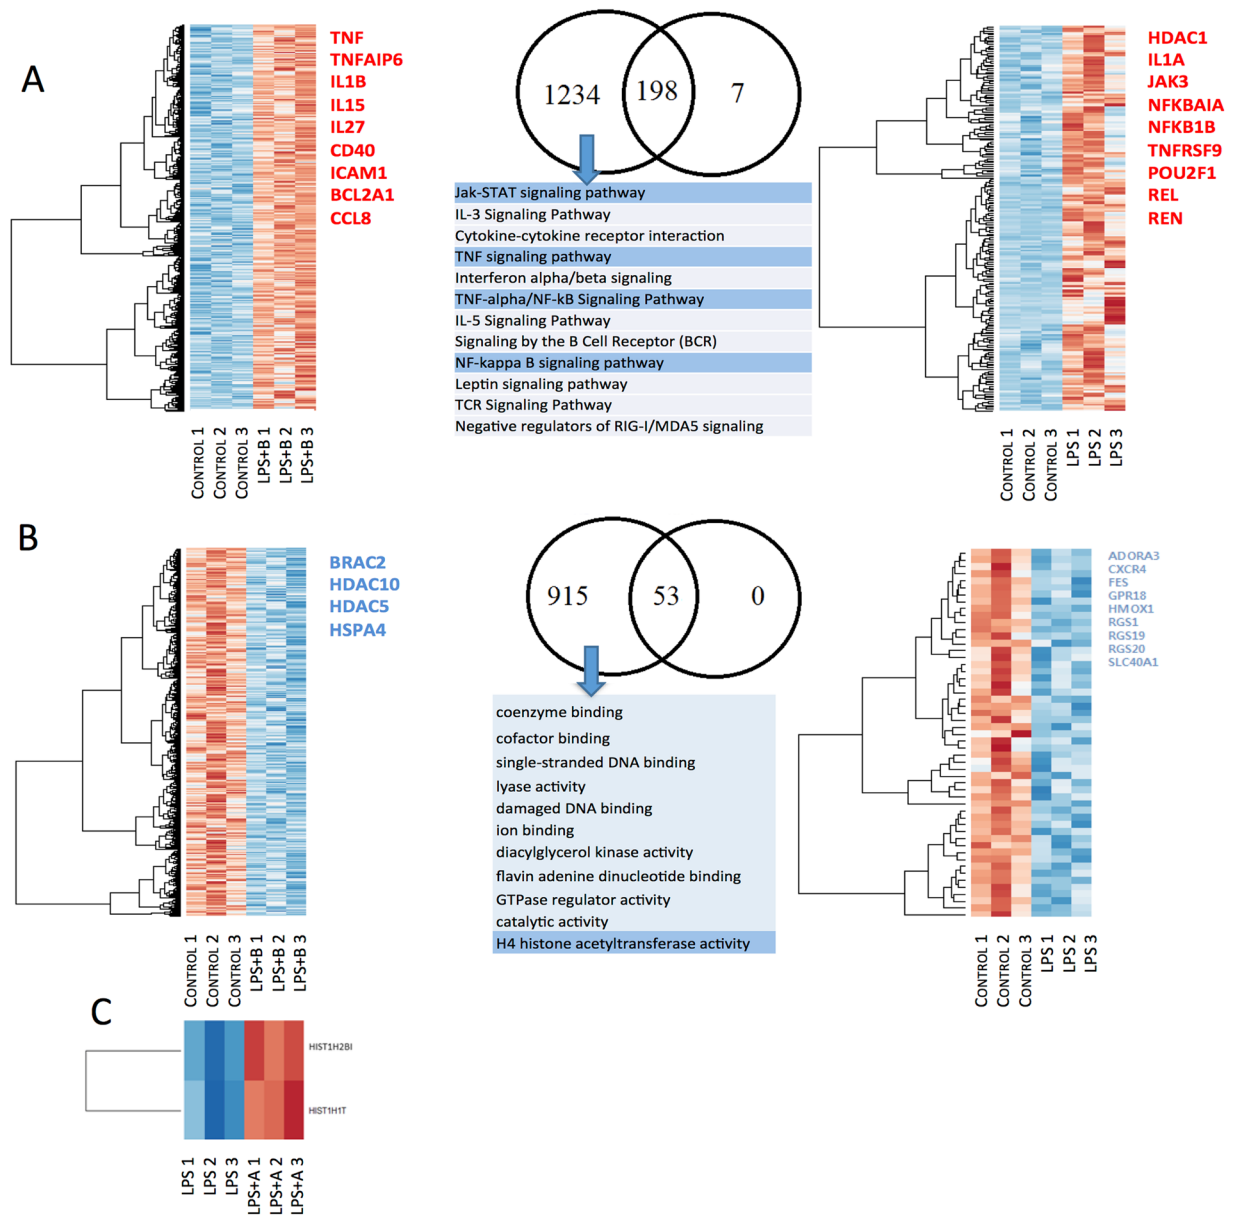 A
TNF
TNFAIP6
IL1B
IL15
IL27
CD40
ICAM1
BCL2A1
CCL8
CONTROL 1
CONTROL 2
CONTROL 3
LPS+B 1
LPS+B 2
LPS+B 3
1234
198
7
Jak-STAT signaling pathway
IL-3 Signaling Pathway
Cytokine-cytokine receptor interaction
TNF signaling pathway
Interferon alpha/beta signaling
TNF-alpha/NF-kB Signaling Pathway
IL-5 Signaling Pathway
Signaling by the B Cell Receptor (BCR)
NF-kappa B signaling pathway
Leptin signaling pathway
TCR Signaling Pathway
Negative regulators of RIG-I/MDA5 signaling
HDAC1
IL1A
JAK3
NFKBAIA
NFKB1B
TNFRSF9
POU2F1
REL
REN
CONTROL 1
CONTROL 2
CONTROL 3
LPS 1
LPS 2
LPS 3
B
BRAC2
HDAC10
HDAC5
HSPA4
CONTROL 1
CONTROL 2
CONTROL 3
LPS+B 1
LPS+B 2
LPS+B 3
915
53
0
coenzyme binding
cofactor binding
single-stranded DNA binding
lyase activity
damaged DNA binding
ion binding
diacylglycerol kinase activity
flavin adenine dinucleotide binding
GTPase regulator activity
catalytic activity
H4 histone acetyltransferase activity
ADORA3
CXCR4
FES
GPR18
HMOX1
RGS1
RGS19
RGS20
SLC40A1
CONTROL 1
CONTROL 2
CONTROL 3
LPS 1
LPS 2
LPS 3
C
HIST1H2BI
HIST1H1T
LPS 1
LPS 2
LPS 3
LPS+A 1
LPS+A 2
LPS+A 3